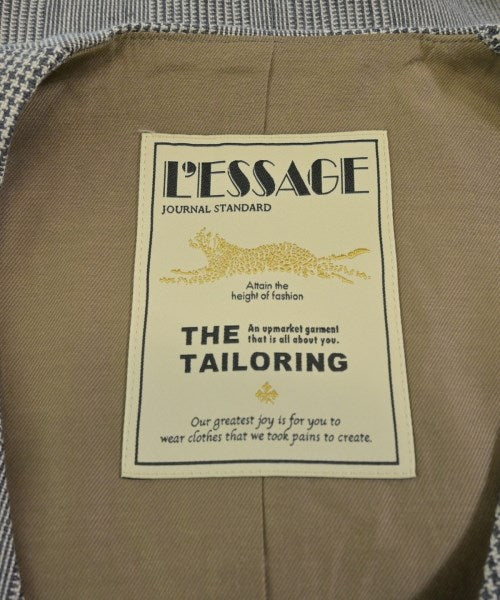 L'ESSAGE
JOURNAL STANDARD
Attain the
height of fashion
THE An upmarket garment
that is all about you.
TAILORING
Our greatest joy is for you to
wear clothes that we took pains to create.